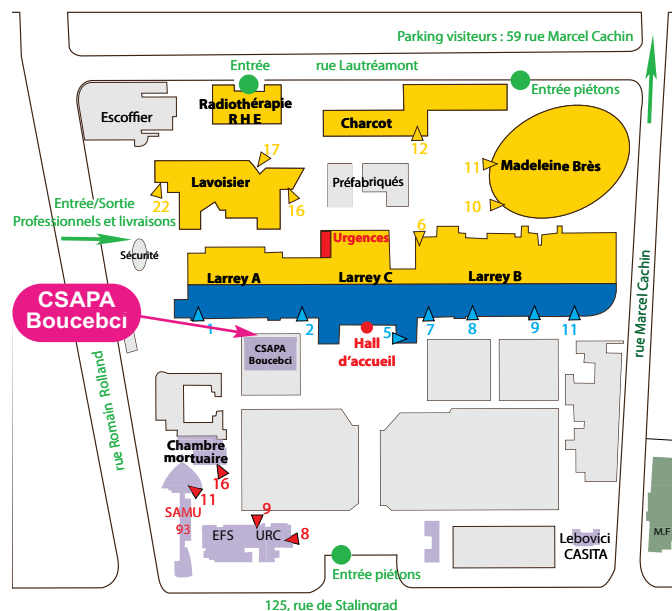 Parking visiteurs : 59 rue Marcel Cachin
Entrée
rue Lautréamont
Entrée piétons
Escoffier
Radiothérapie
R H E
Charcot
12
17
11
Madeleine Brès
Lavoisier
Préfabriqués
22
16
10
Entrée/Sortie
Professionnels et livraisons
Sécurité
6
Urgences
Larrey A
Larrey C
Larrey B
CSAPA
Boucebci
1
2
5
7
8
9
11
Hall
d'accueil
CSAPA
Boucebci
rue Marcel Cachin
rue Romain Rolland
Chambre
mortuaire
16
11
SAMU
93
9
EFS
URC
8
Lebovici
CASITA
M.F
Entrée piétons
125, rue de Stalingrad